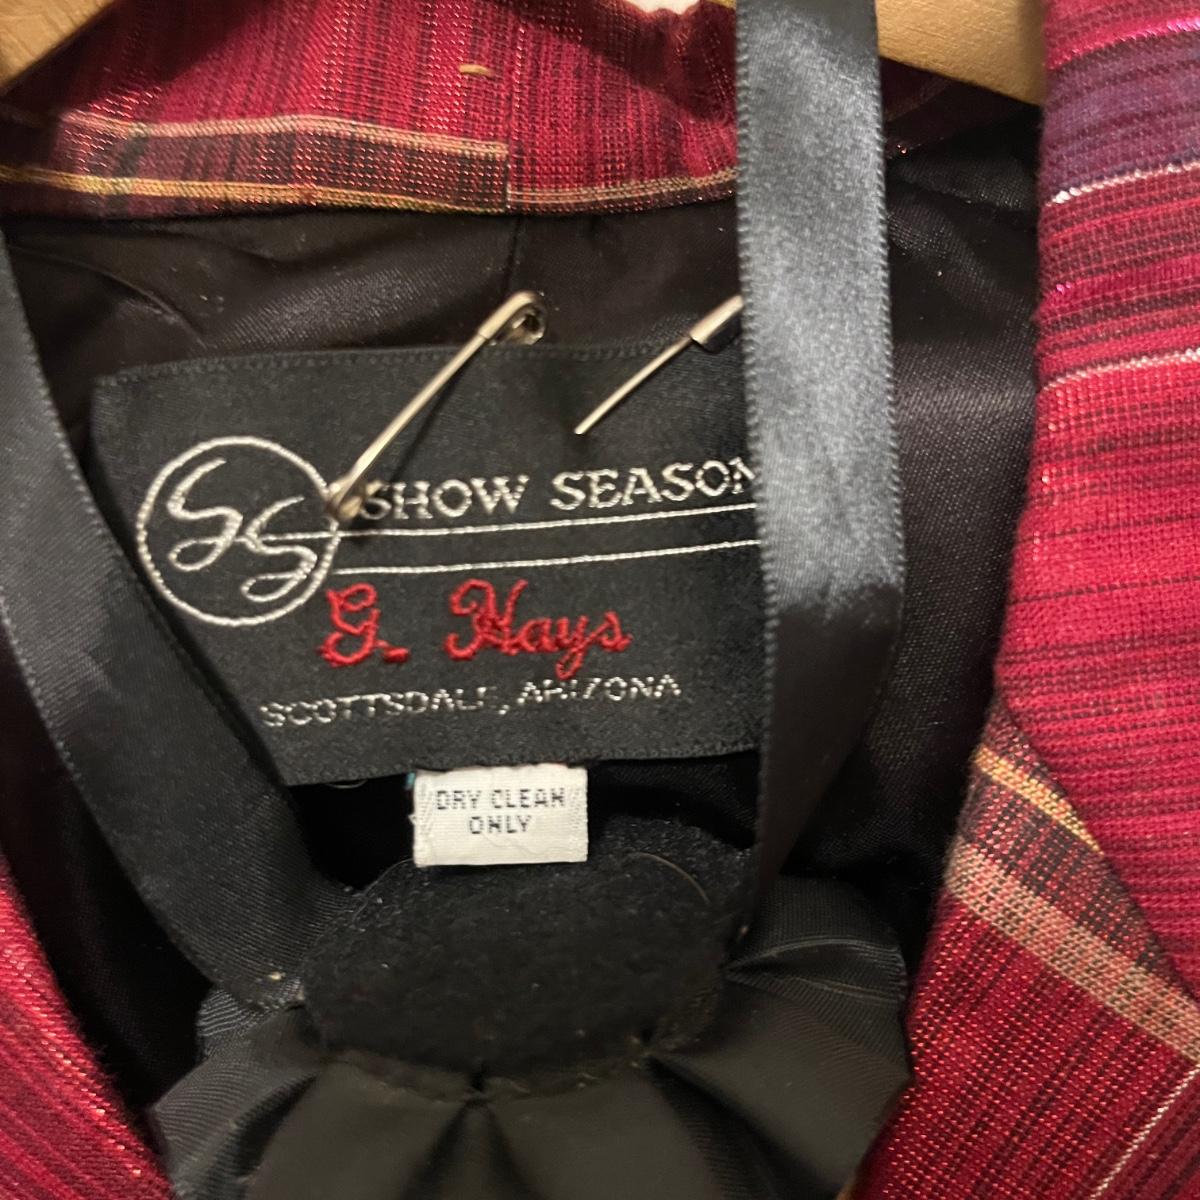 SS
SHOW SEASON
G. Hays
SCOTTSDALE, ARIZONA
DRY CLEAN
ONLY